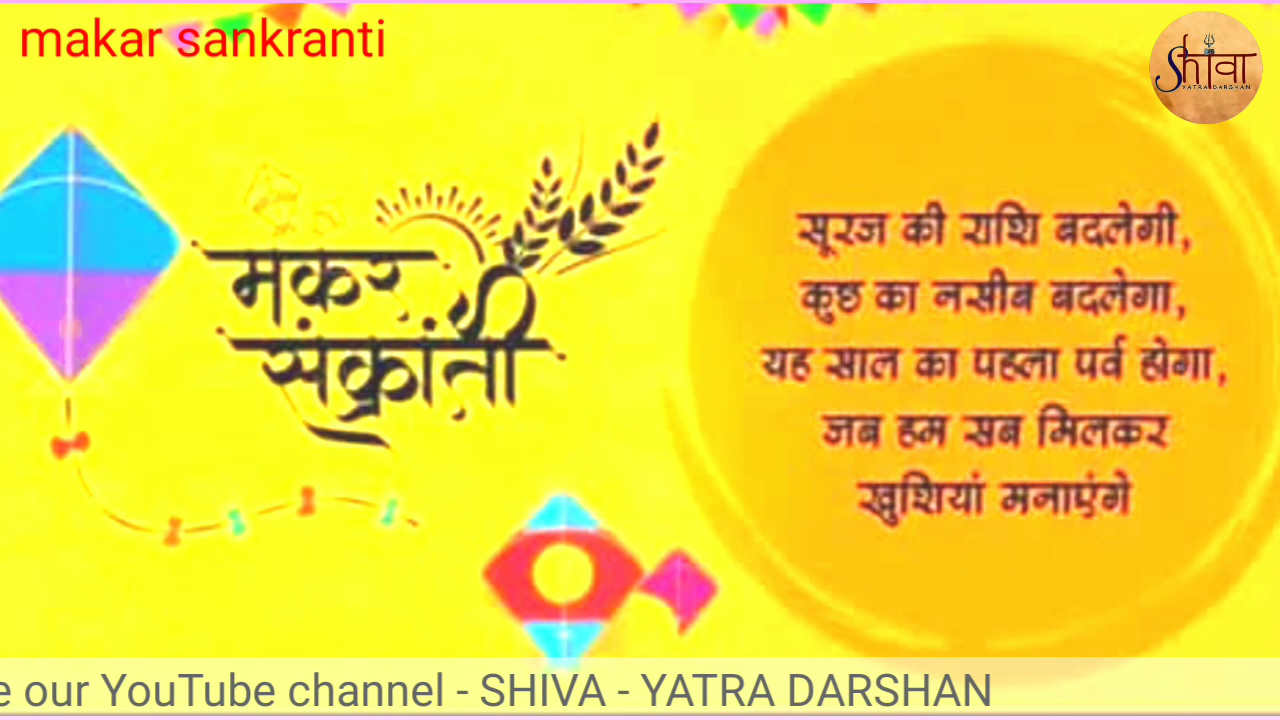 makar sankranti
Shiवा
YATRA DARSHAN
मकर
संक्रांती
सूरज की राशि बदलेगी,
कुछ का नसीब बदलेगा,
यह साल का पहला पर्व होगा,
जब हम सब मिलकर
खुशियां मनाएंगे
e our YouTube channel - SHIVA - YATRA DARSHAN